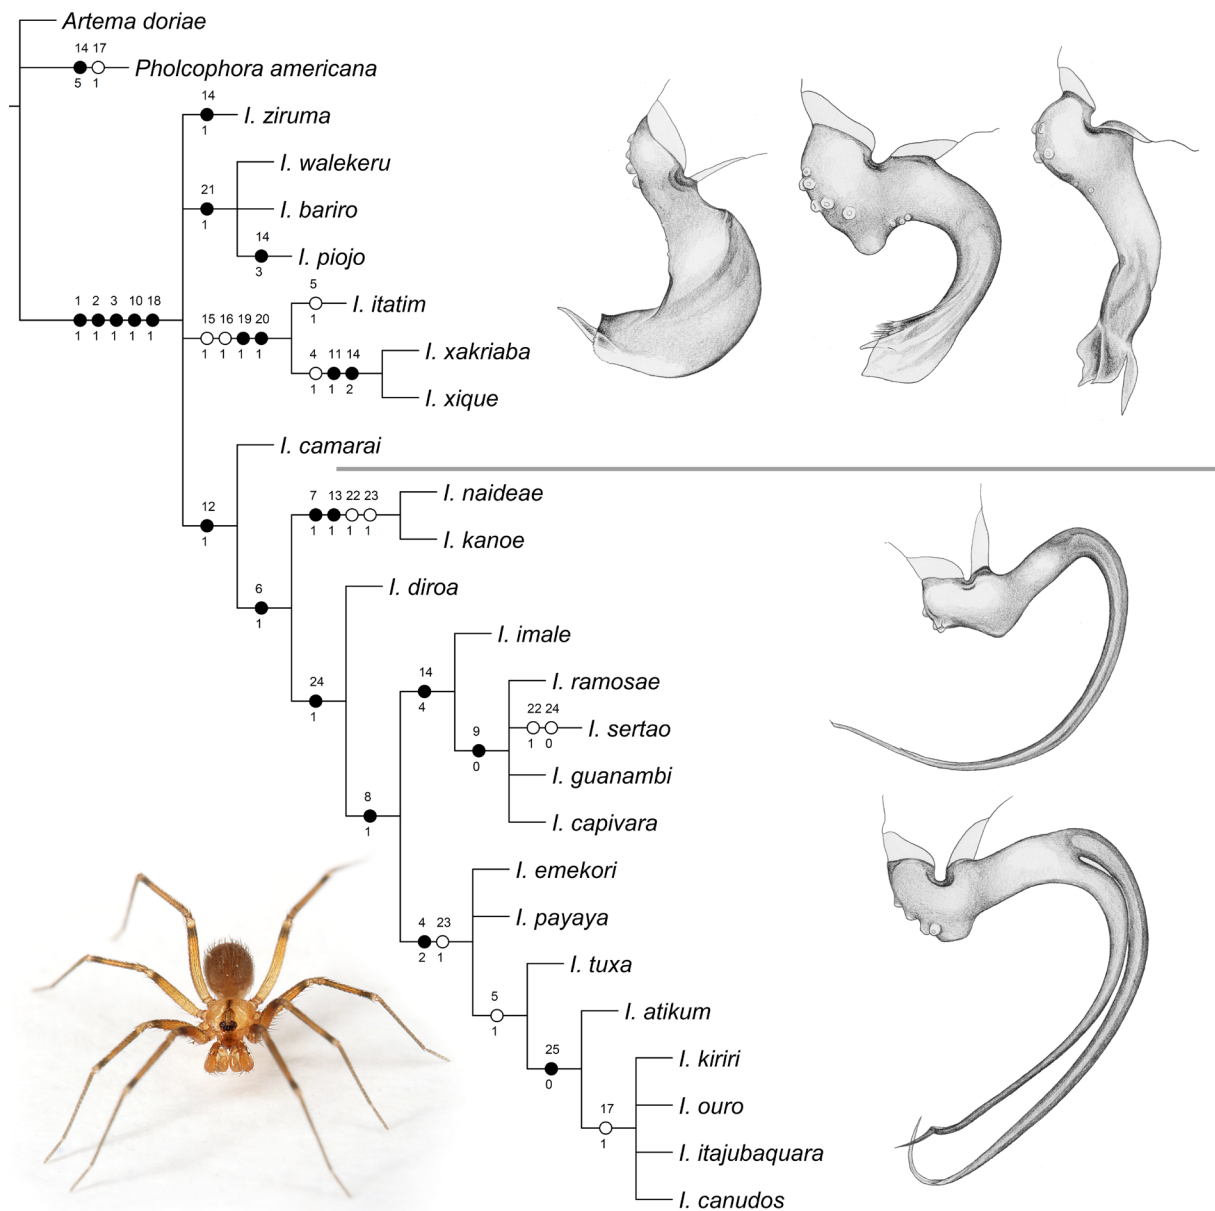 Artema doriae
14 17
Pholcophora americana
5 1
14
I. ziruma
1
I. walekeru
21
I. bariro
1
14
I. piojo
3
5
I. itatim
1
1 2 3 10 18
15 16 19 20
1 1 1 1 1
1 1 1 1
4 11 14
I. xakriaba
1 1 2
I. xique
I. camarai
12
1
7 13 22 23
I. naideae
1 1 1 1
I. kanoe
6
1
I. diroa
24
1
I. imale
14
4
I. ramosae
22 24
I. sertao
1 0
9
0
I. guanambi
I. capivara
8
1
I. emekori
I. payaya
4 23
2 1
I. tuxa
5
1
I. atikum
25
0
I. kiriri
I. ouro
17
1
I. itajubaquara
I. canudos